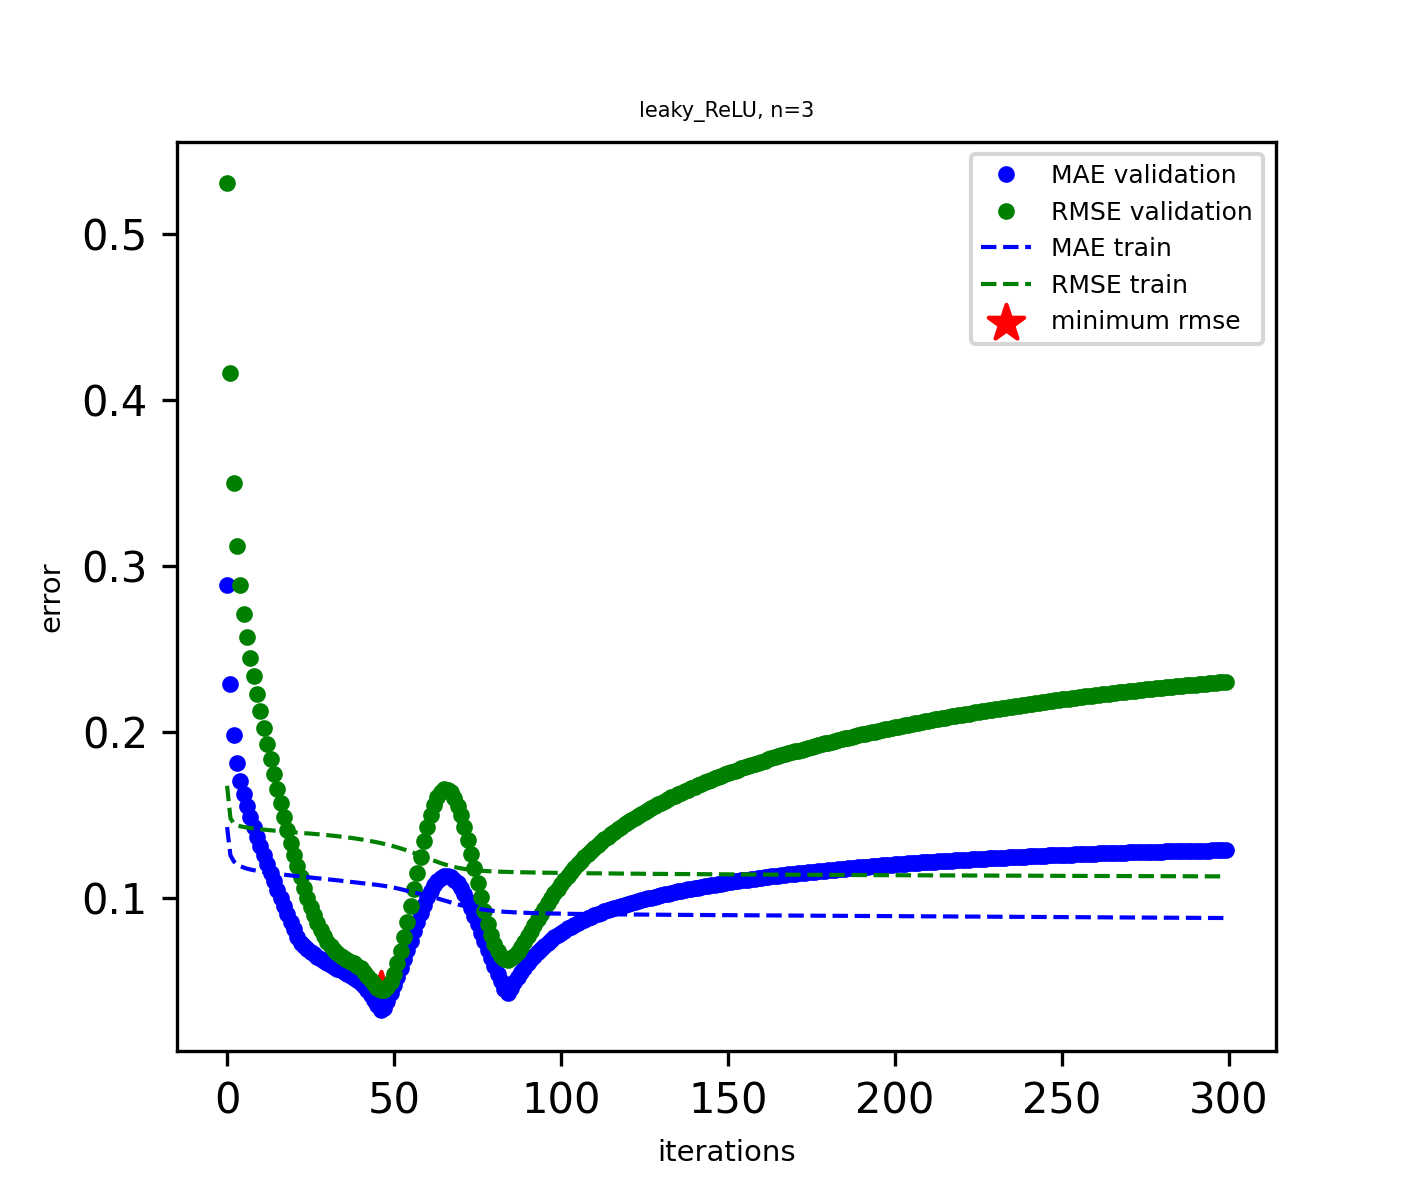 leaky_ReLU, n=3
MAE validation
RMSE validation
MAE train
RMSE train
minimum rmse
0.5
0.4
0.3
0.2
0.1
error
0 50 100 150 200 250 300
iterations